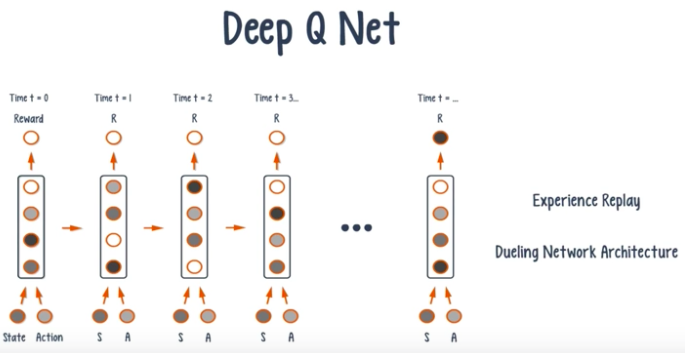 Deep Q Net
Time t = 0
Time t = 1
Time t = 2
Time t = 3...
Time t = ...
Reward
R
R
R
R
Experience Replay
Dueling Network Architecture
State Action
S A
S A
S A
S A